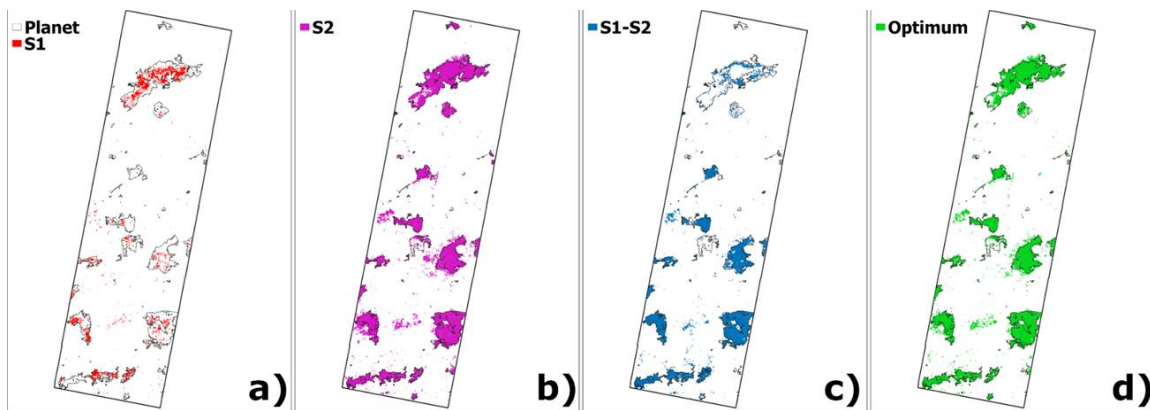 Planet
S1
a)
S2
b)
S1-S2
c)
Optimum
d)